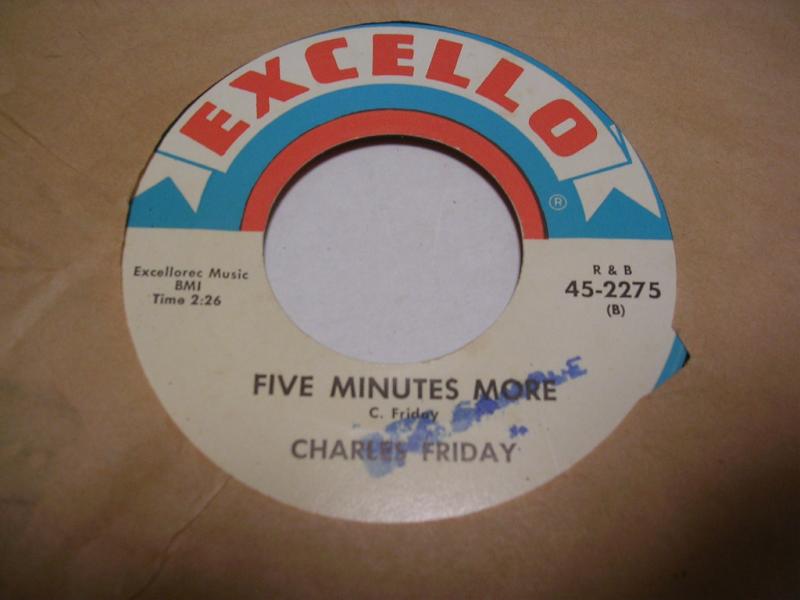 EXCELLO
®
Excellorec Music
BMI
Time 2:26
R & B
45-2275
(B)
FIVE MINUTES MORE
C. Friday
CHARLES FRIDAY